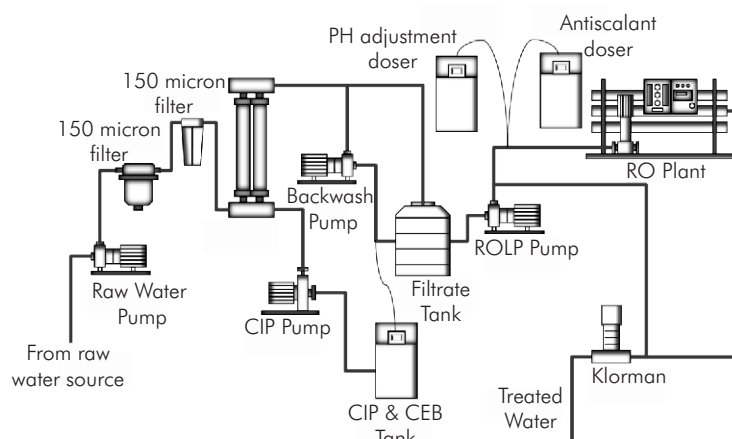 PH adjustment
doser
Antiscalant
doser
150 micron
filter
150 micron
filter
RO Plant
Backwash
Pump
ROLP Pump
Raw Water
Pump
Filtrate
Tank
CIP Pump
From raw
water source
Klorman
Treated
Water
CIP & CEB
Tank